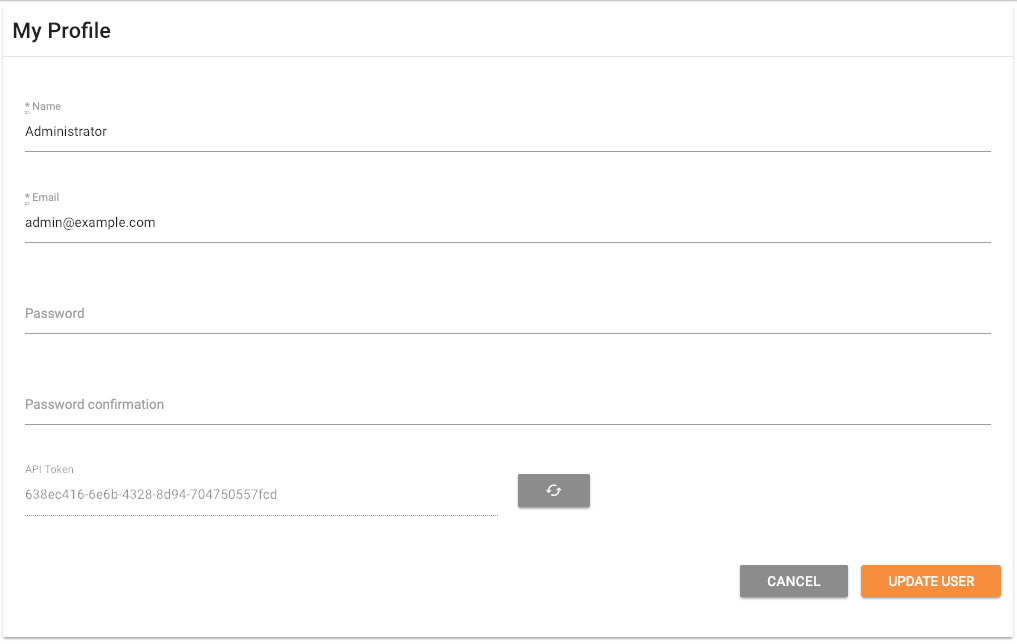 My Profile
* Name
Administrator
* Email
admin@example.com
Password
Password confirmation
API Token
638ec416-6e6b-4328-8d94-704750557fcd
CANCEL UPDATE USER